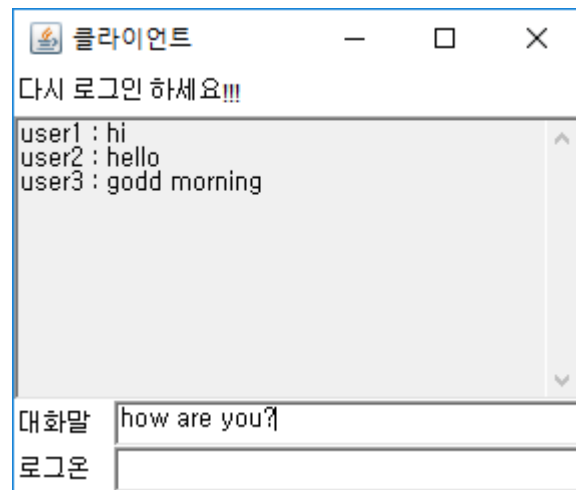 클라이언트
다시 로그인 하세요!!!
user1 : hi
user2 : hello
user3 : godd morning
대화말 how are you?
로그온